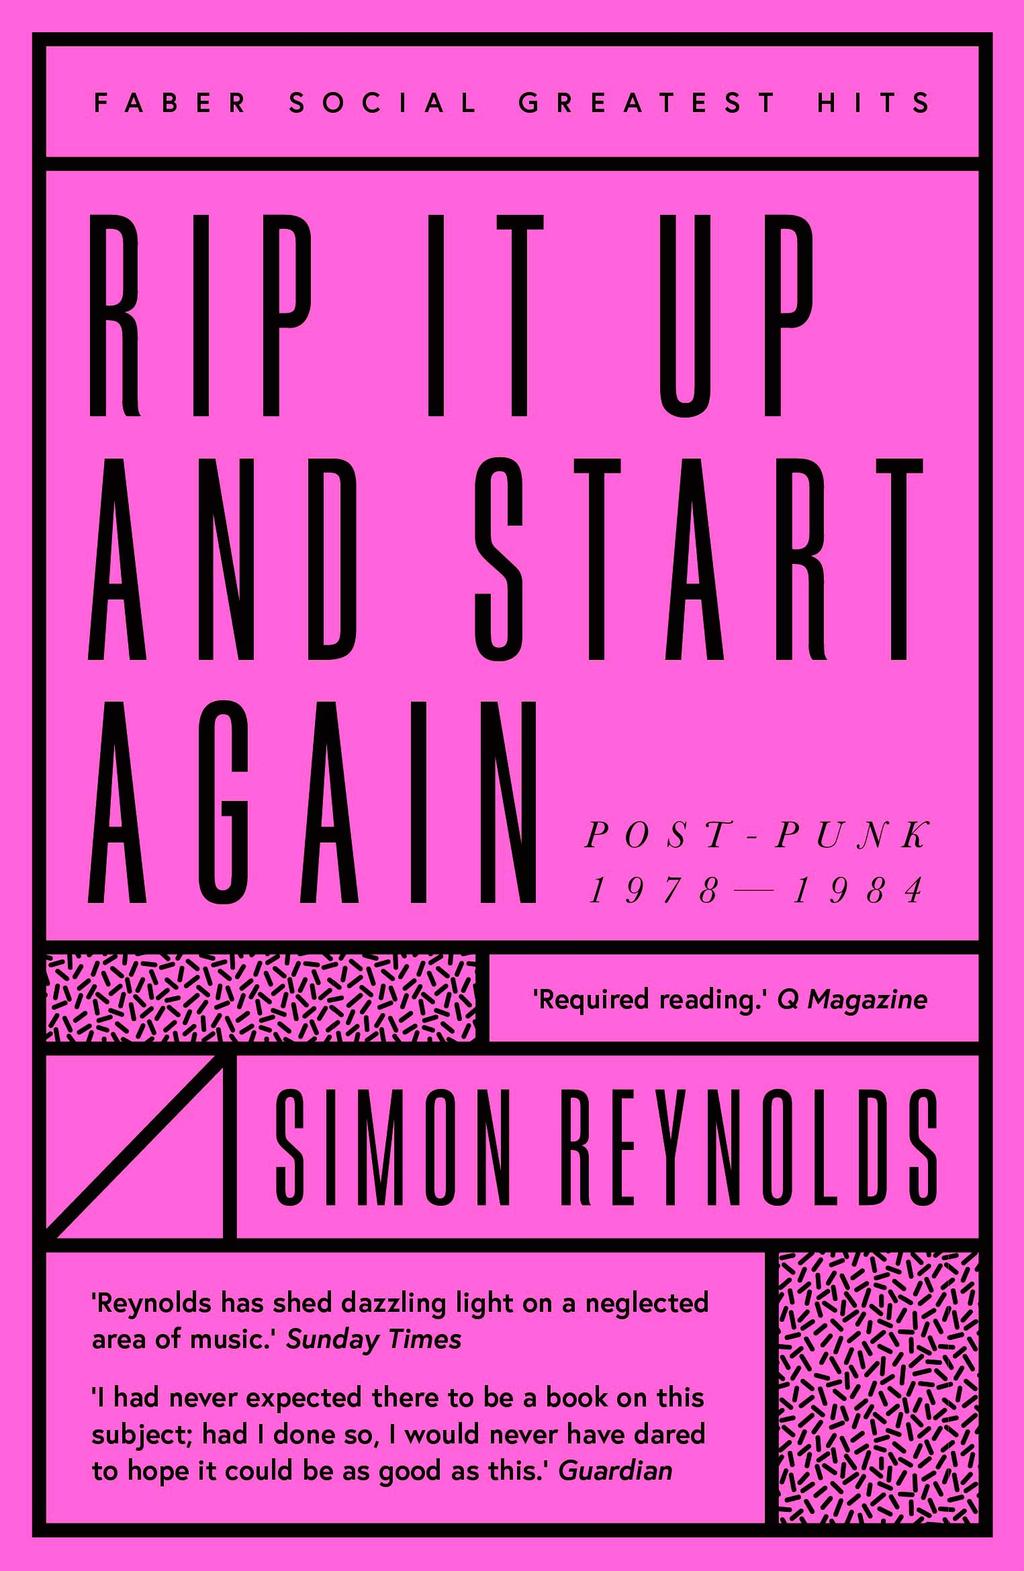 FABER SOCIAL GREATEST HITS
RIP IT UP
AND START
AGAIN
POST-PUNK
1978—1984
'Required reading.' Q Magazine
SIMON REYNOLDS
'Reynolds has shed dazzling light on a neglected
area of music.' Sunday Times
'I had never expected there to be a book on this
subject; had I done so, I would never have dared
to hope it could be as good as this.' Guardian